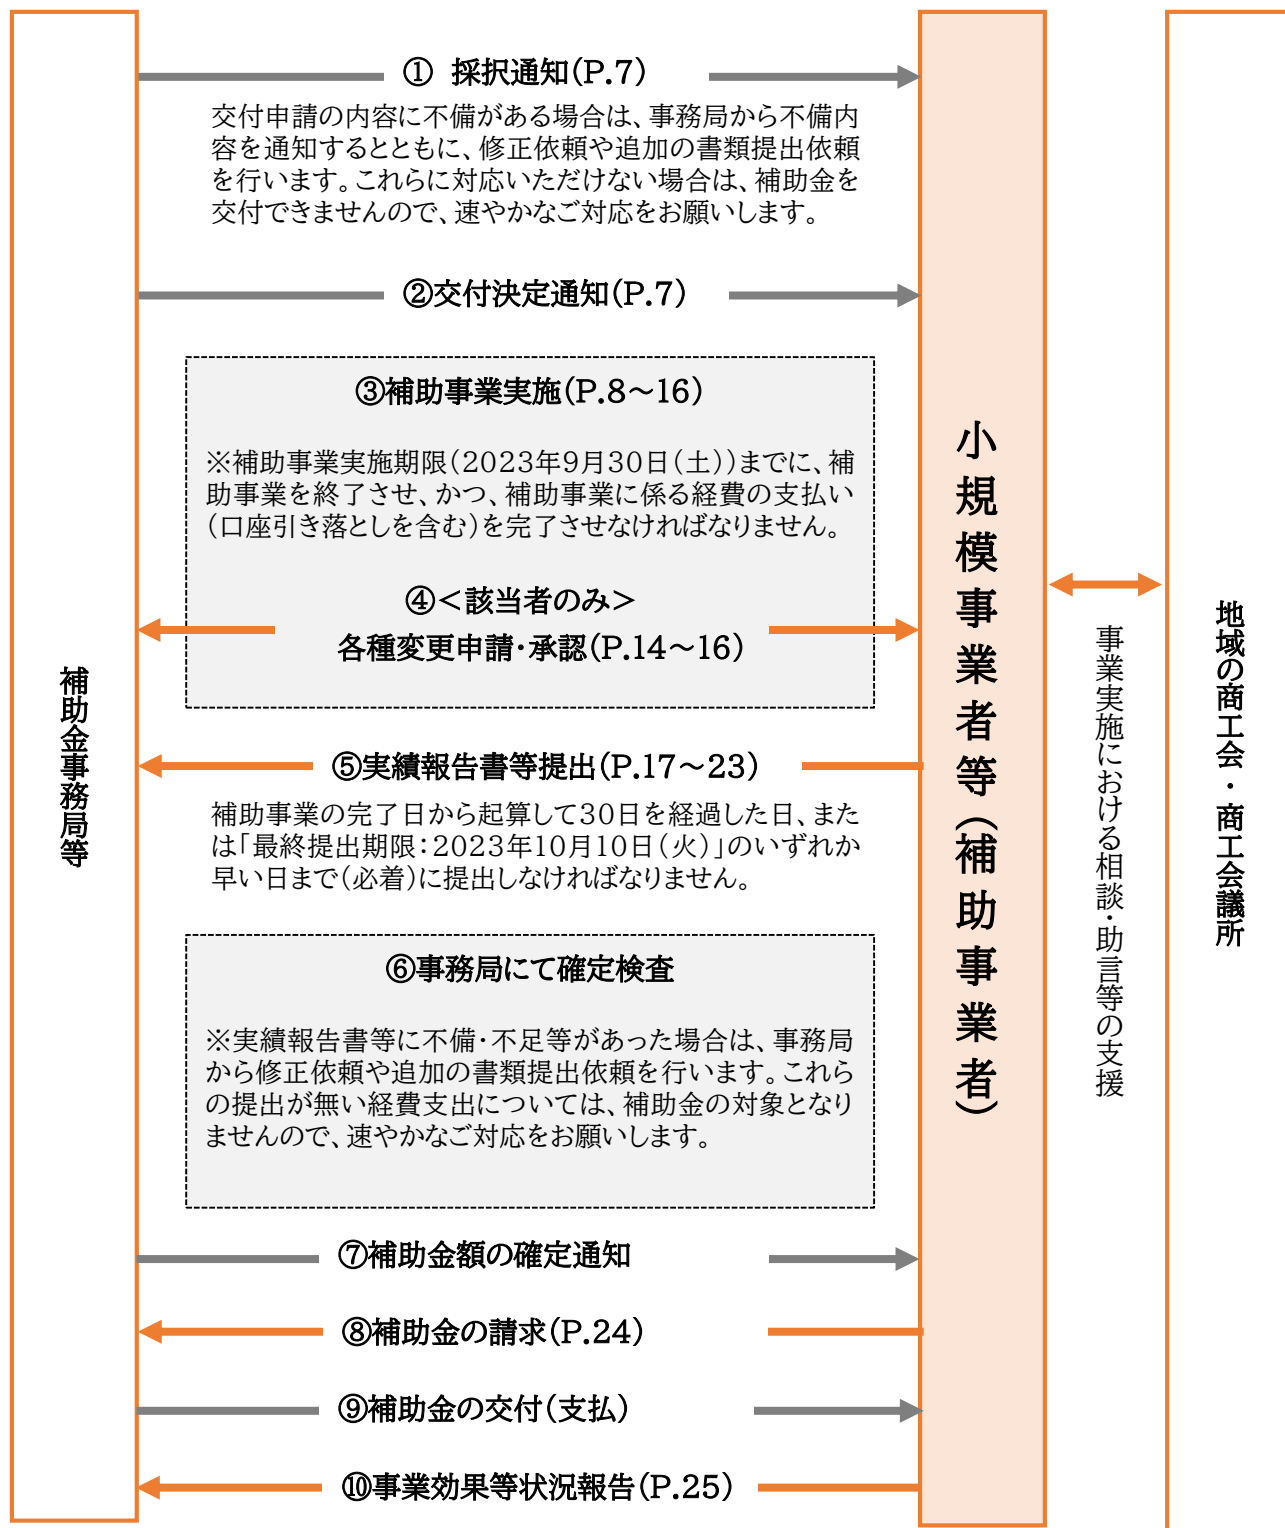 ① 採択通知(P.7)
交付申請の内容に不備がある場合は、事務局から不備内
容を通知するとともに、修正依頼や追加の書類提出依頼
を行います。これらに対応いただけない場合は、補助金を
交付できませんので、速やかなご対応をお願いします。
②交付決定通知(P.7)
③補助事業実施(P.8~16)
※補助事業実施期限(2023年9月30日(土))までに、補
助事業を終了させ、かつ、補助事業に係る経費の支払い
(口座引き落としを含む)を完了させなければなりません。
④<該当者のみ>
各種変更申請・承認(P.14~16)
⑤実績報告書等提出(P.17~23)
補助事業の完了日から起算して30日を経過した日、また
は「最終提出期限:2023年10月10日(火)」のいずれか
早い日まで(必着)に提出しなければなりません。
⑥事務局にて確定検査
※実績報告書等に不備・不足等があった場合は、事務局
から修正依頼や追加の書類提出依頼を行います。これら
の提出が無い経費支出については、補助金の対象となり
ませんので、速やかなご対応をお願いします。
⑦補助金額の確定通知
⑧補助金の請求(P.24)
⑨補助金の交付(支払)
⑩事業効果等状況報告(P.25)
補助金事務局等
小規模事業者等(補助事業者)
事業実施における相談・助言等の支援
地域の商工会・商工会議所